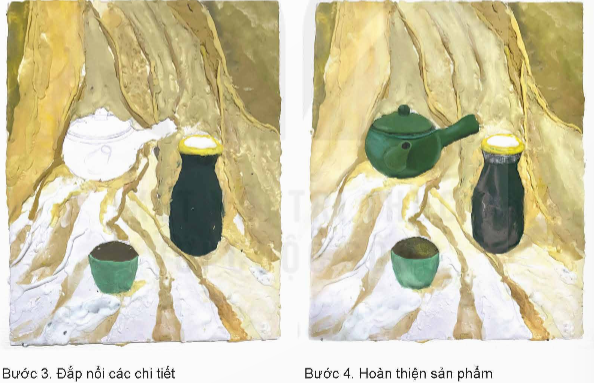 Bước 3. Đắp nổi các chi tiết
Bước 4. Hoàn thiện sản phẩm